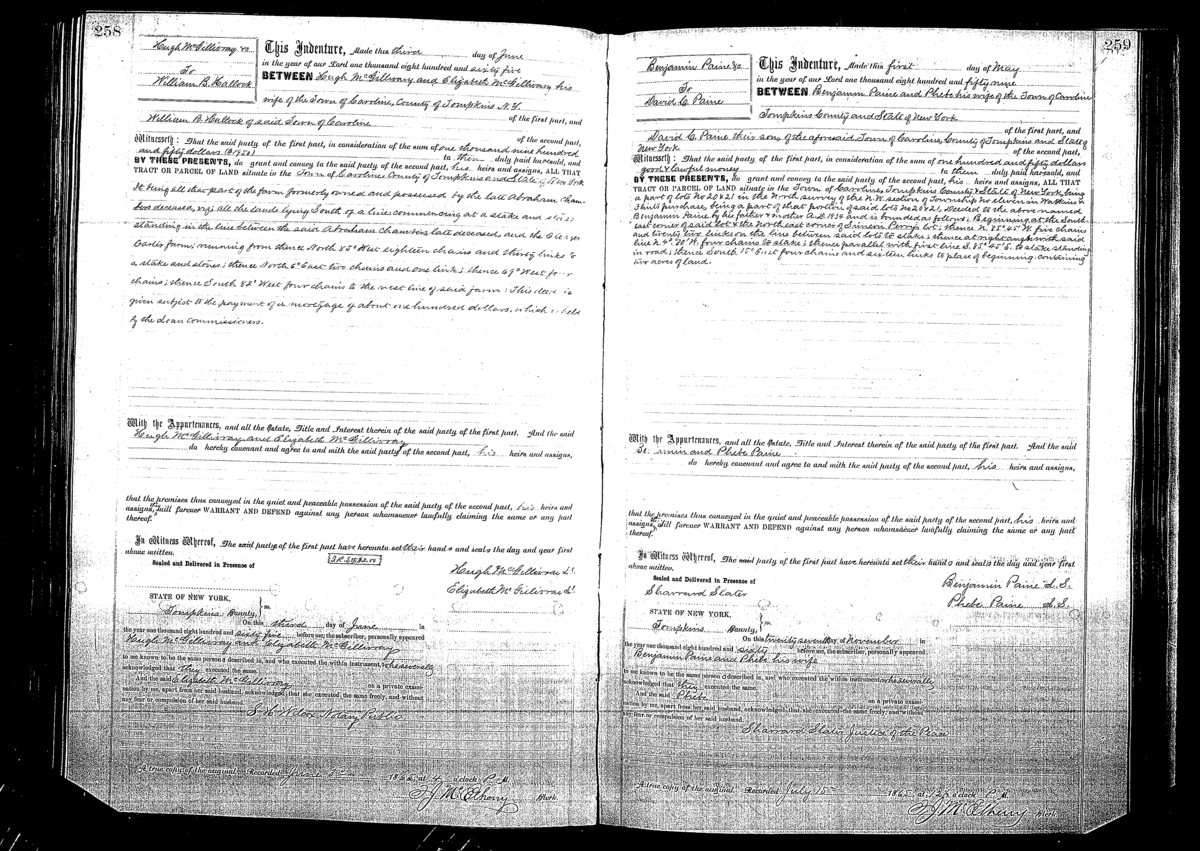 258
Hugh McGillivray &a
To
William B. Hallock
This Indenture, Made this third day of June
in the year of our Lord one thousand eight hundred and sixty five
BETWEEN Hugh McGillivray and Elizabeth McGillivray his
wife of the Town of Caroline, County of Tompkins N.Y.
of the first part, and
William B. Hallock of said Town of Caroline
of the second part,
Witnesseth: That the said party of the first part, in consideration of the sum of one thousand nine hundred
and fifty dollars ($1950) to them duly paid have sold, and
BY THESE PRESENTS, do grant and convey to the said party of the second part, his heirs and assigns, ALL THAT
TRACT OR PARCEL OF LAND situate in the Town of Caroline, County of Tompkins and State of New York
It being all that part of the farm formerly owned and possessed by the late Abraham Cham
bers deceased, viz; all the lands lying South of a line commencing at a stake and stones
standing in the line between the said Abraham Chambers late deceased, and the
farm; running from thence North 85° West eighteen chains and thirty links to
a stake and stones; thence North 5° East two chains and one link; thence 69° West four
chains; thence South 82° West four chains to the west line of said farm: This deed is
given subject to the payment of a mortgage of about one hundred dollars, which is held
by the Loan commissioners.
With the Appurtenances, and all the Estate, Title and Interest therein of the said party of the first part. And the said
Hugh McGillivray and Elizabeth McGillivray
do hereby covenant and agree to and with the said party of the second part, his heirs and assigns,
that the premises thus conveyed in the quiet and peaceable possession of the said party of the second part, his heirs and
assigns, they will forever WARRANT AND DEFEND against any person whomsoever lawfully claiming the same or any part
thereof.
In Witness Whereof, The said party of the first part have hereunto set their hands and seals the day and year first
above written.
Sealed and Delivered in Presence of
Hugh McGillivray L.S.
Elizabeth McGillivray L.S.
STATE OF NEW YORK,
Tompkins County, ss.
On this third day of June in
the year one thousand eight hundred and sixty five before me, the subscriber, personally appeared
Hugh McGillivray and Elizabeth McGillivray
to me known to be the same persons described in, and who executed the within instrument, who severally
acknowledged that they executed the same.
And the said Elizabeth McGillivray on a private exami-
nation by me, apart from her said husband, acknowledged that she executed the same freely, and without
any fear or compulsion of her said husband.
Notary Public
A true copy of the original. Recorded June 1865 at 4 o'clock P.M.
McElheny Clerk
259
Benjamin Paine &a
To
David C. Paine
This Indenture, Made this first day of May
in the year of our Lord one thousand eight hundred and fifty nine
BETWEEN Benjamin Paine and Phebe his wife of the Town of Caroline
Tompkins County and State of New York
of the first part, and
David C. Paine their son, of the aforesaid Town of Caroline, County of Tompkins and State of
New York of the second part,
Witnesseth: That the said party of the first part, in consideration of the sum of one hundred and fifty dollars
good & lawful money to them duly paid have sold, and
BY THESE PRESENTS, do grant and convey to the said party of the second part, his heirs and assigns, ALL THAT
TRACT OR PARCEL OF LAND situate in the Town of Caroline, Tompkins County & State of New York, being
a part of lots No 20 & 21 in the North survey of the N.W. section of Township No eleven in Watkins &
Flints purchase, being a part of that portion of said lots No 20 & 21, deeded to the above named
Benjamin Paine by his father & mother A.D. 1834 and is bounded as follows; Beginning at the South
east corner of said lot & the North east corner of Simeon Perrys lot; thence N. 85° 45' W. five chains
and twenty two links on the line between said lots to stake; thence at right angle with said
line N. 4° 20' W. four chains to stake; thence parallel with first line S. 85° 45' E. to stake standing
in road; thence South 15° East four chains and sixteen links to place of beginning. containing
two acres of land.
With the Appurtenances, and all the Estate, Title and Interest therein of the said party of the first part. And the said
Be amin and Phebe Paine
do hereby covenant and agree to and with the said party of the second part, his heirs and assigns,
that the premises thus conveyed in the quiet and peaceable possession of the said party of the second part, his heirs and
assigns, they will forever WARRANT AND DEFEND against any person whomsoever lawfully claiming the same or any part
thereof.
In Witness Whereof, The said party of the first part have hereunto set their hands and seals the day and year first
above written.
Sealed and Delivered in Presence of
Sharrard Slater
Benjamin Paine L.S.
Phebe Paine L.S.
STATE OF NEW YORK,
Tompkins County, ss.
On this twenty seventh day of November in
the year one thousand eight hundred and sixty before me, the subscriber, personally appeared
Benjamin Paine and Phebe his wife
to me known to be the same persons described in, and who executed the within instrument, who severally
acknowledged that they executed the same.
And the said Phebe on a private exami-
nation by me, apart from her said husband, acknowledged that she executed the same freely, and without
any fear or compulsion of her said husband.
Sharrard Slater Justice of the Peace
A true copy of the original. Recorded July 15th 1865 at 12½ o'clock P.M.
McElheny Clerk